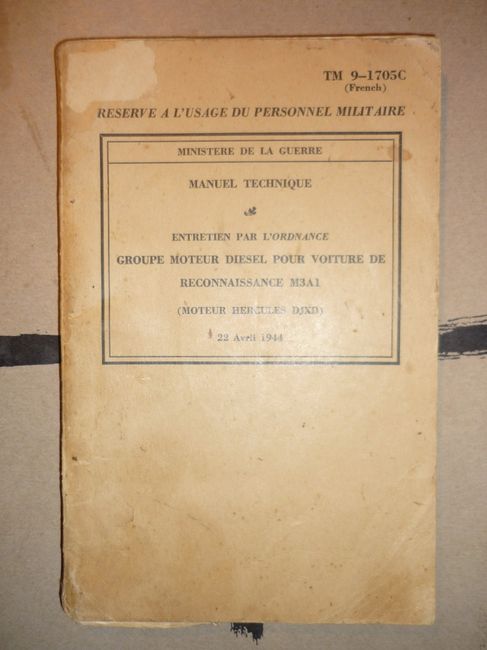 TM 9-1705C
(French)
RESERVE A L'USAGE DU PERSONNEL MILITAIRE
MINISTERE DE LA GUERRE
MANUEL TECHNIQUE
ENTRETIEN PAR L'ORDNANCE
GROUPE MOTEUR DIESEL POUR VOITURE DE
RECONNAISSANCE M3A1
(MOTEUR HERCULES DJXD)
22 Avril 1944